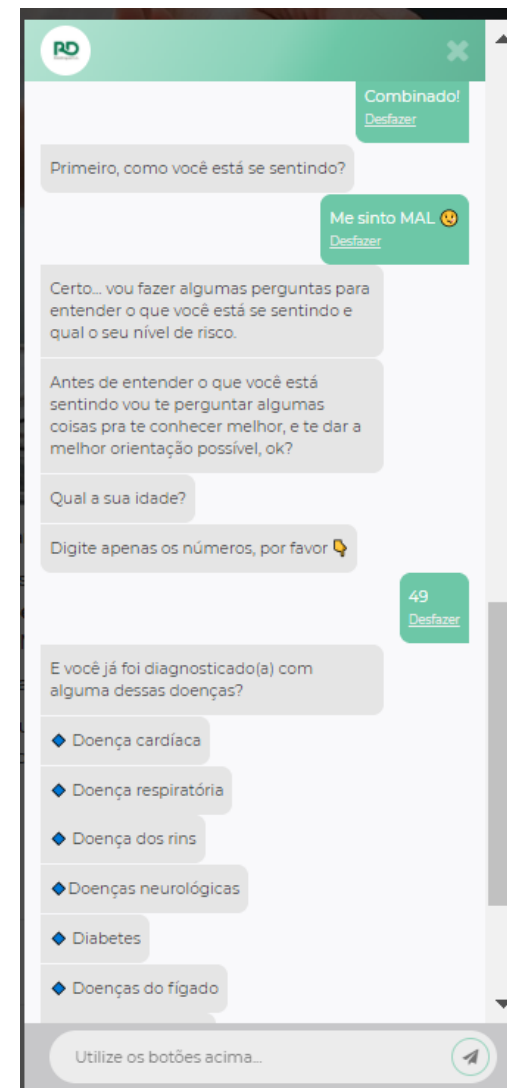 RD
Combinado!
Desfazer
Primeiro, como você está se sentindo?
Me sinto MAL
Desfazer
Certo... vou fazer algumas perguntas para
entender o que você está se sentindo e
qual o seu nível de risco.
Antes de entender o que você está
sentindo vou te perguntar algumas
coisas pra te conhecer melhor, e te dar a
melhor orientação possível, ok?
Qual a sua idade?
Digite apenas os números, por favor
49
Desfazer
E você já foi diagnosticado(a) com
alguma dessas doenças?
Doença cardíaca
Doença respiratória
Doença dos rins
Doenças neurológicas
Diabetes
Doenças do fígado
Utilize os botões acima...